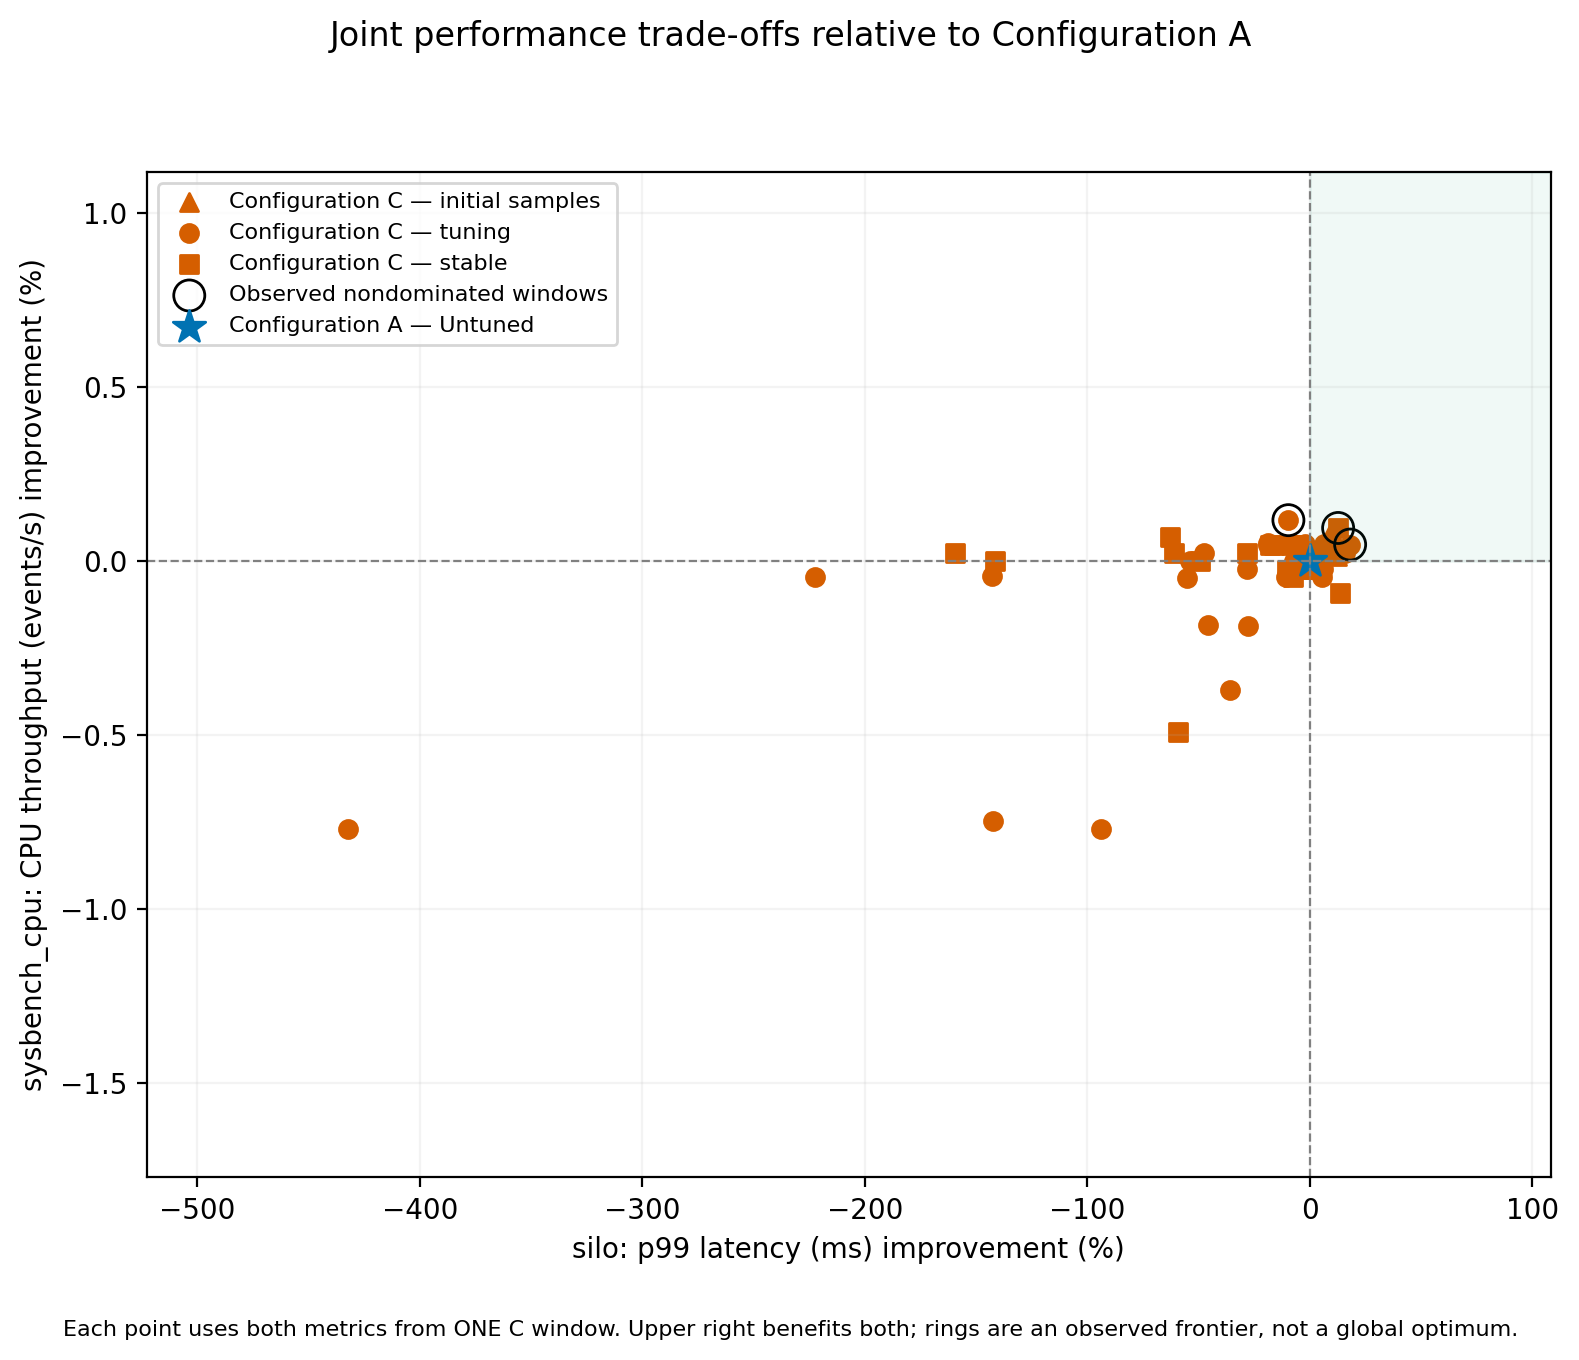 Joint performance trade-offs relative to Configuration A
Configuration C — initial samples
Configuration C — tuning
Configuration C — stable
Observed nondominated windows
Configuration A — Untuned
sysbench_cpu: CPU throughput (events/s) improvement (%)
1.0
0.5
0.0
−0.5
−1.0
−1.5
−500
−400
−300
−200
−100
0
100
silo: p99 latency (ms) improvement (%)
Each point uses both metrics from ONE C window. Upper right benefits both; rings are an observed frontier, not a global optimum.